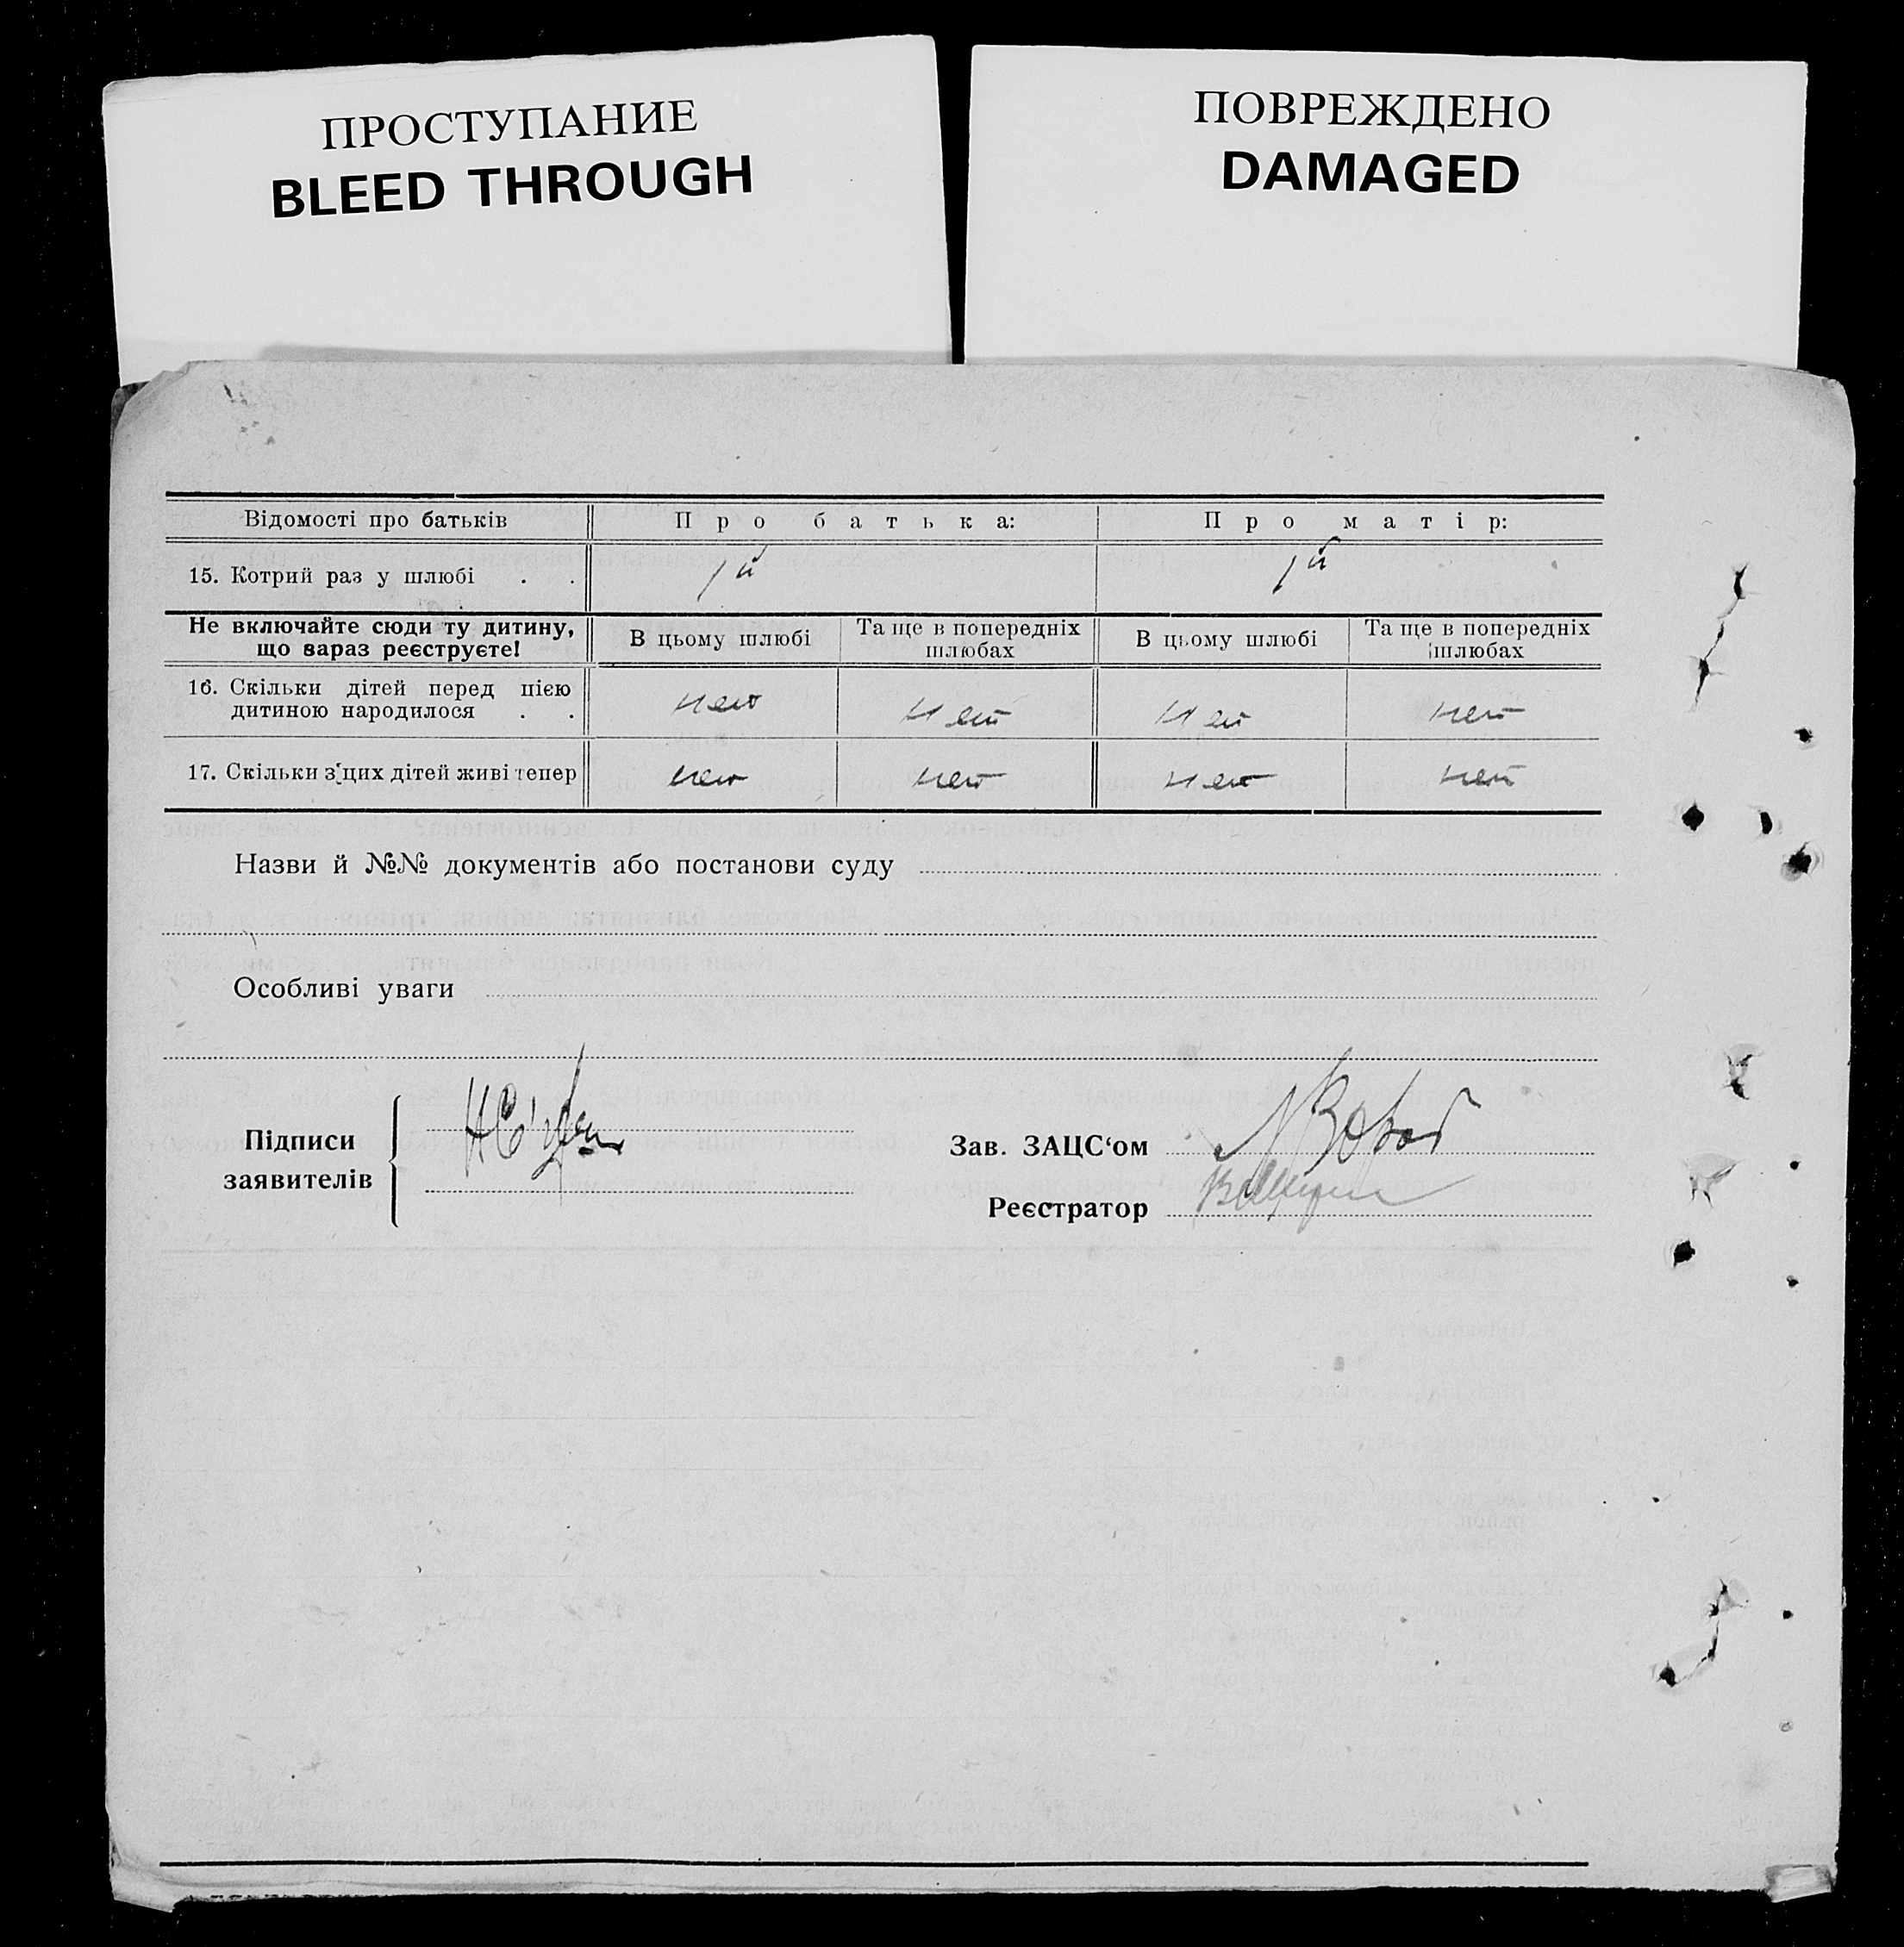 ПРОСТУПАНИЕ
BLEED THROUGH
ПОВРЕЖДЕНО
DAMAGED
Відомості про батьків Про батька: Про матір:
15. Котрий раз у шлюбі . . 1й 1й
Не включайте сюди ту дитину, що вараз реєструєте! В цьому шлюбі Та ще в попередніх шлюбах В цьому шлюбі Та ще в попередніх шлюбах
16. Скільки дітей перед цією
дитиною народилося . . нет нет нет нет
17. Скільки з цих дітей живі тепер нет нет нет нет
Назви й №№ документів або постанови суду
Особливі уваги
Підписи
заявителів
Зав. ЗАЦС‘ом
Реєстратор